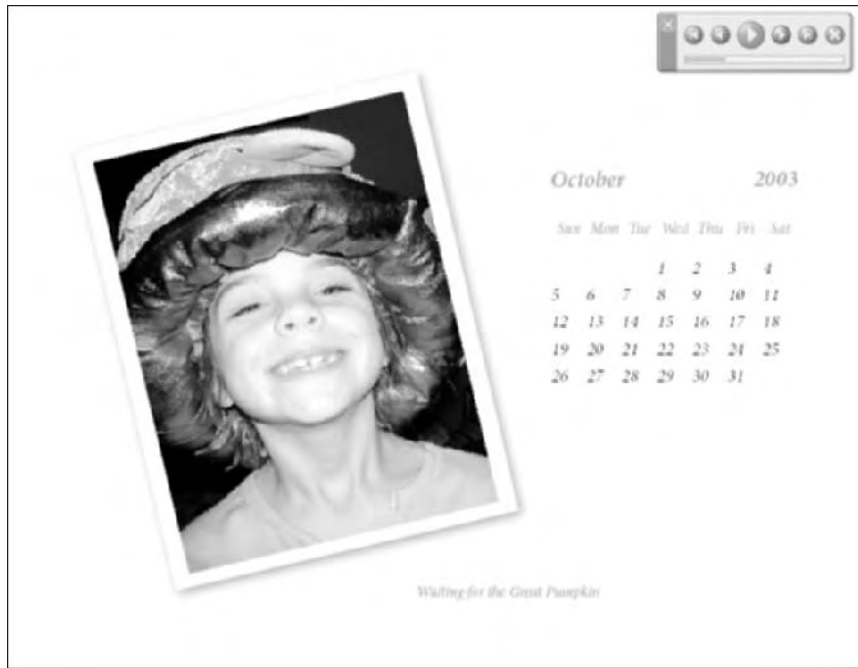 October 2003
Sun Mon Tue Wed Thu Fri Sat
1 2 3 4
5 6 7 8 9 10 11
12 13 14 15 16 17 18
19 20 21 22 23 24 25
26 27 28 29 30 31
Waiting for the Great Pumpkin